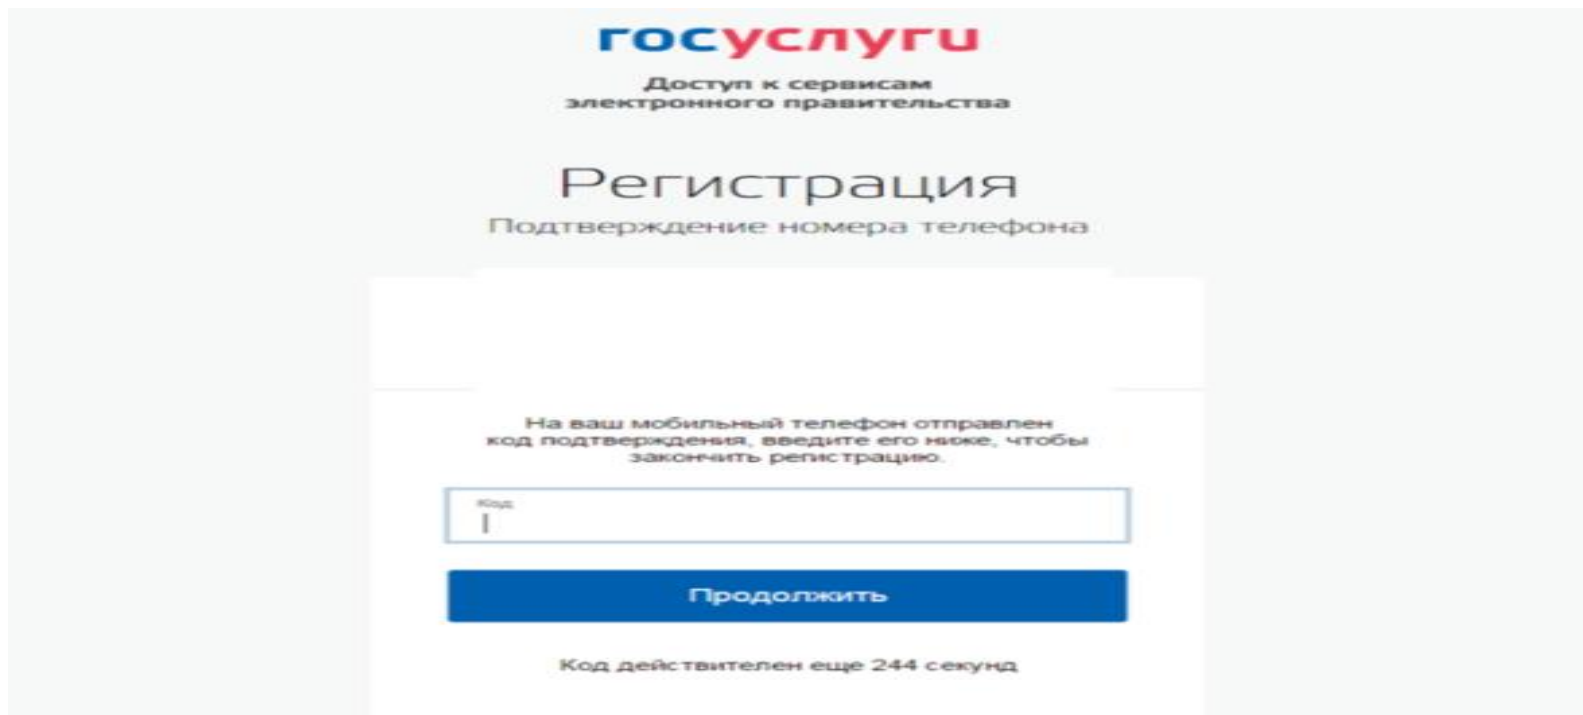 госуслуги
Доступ к сервисам
электронного правительства
Регистрация
Подтверждение номера телефона
На ваш мобильный телефон отправлен
код подтверждения, введите его ниже, чтобы
закончить регистрацию.
Код
Продолжить
Код действителен еще 244 секунд